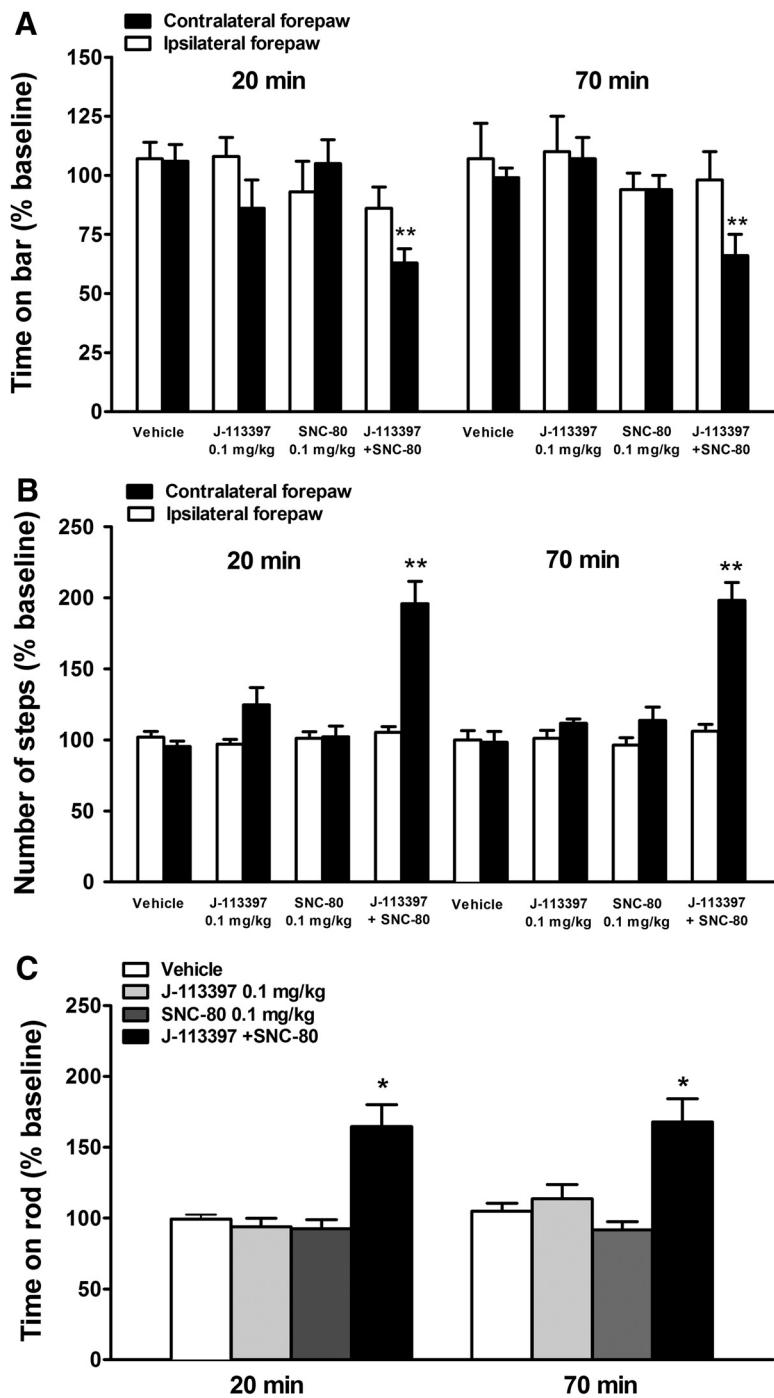 A
Contralateral forepaw
Ipsilateral forepaw
20 min
70 min
Time on bar (% baseline)
150
125
100
75
50
25
0
**
**
Vehicle
J-113397
0.1 mg/kg
SNC-80
0.1 mg/kg
J-113397
+SNC-80
Vehicle
J-113397
0.1 mg/kg
SNC-80
0.1 mg/kg
J-113397
+SNC-80
B
Contralateral forepaw
Ipsilateral forepaw
20 min
70 min
Number of steps (% baseline)
250
200
150
100
50
0
**
**
Vehicle
J-113397
0.1 mg/kg
SNC-80
0.1 mg/kg
J-113397
+ SNC-80
Vehicle
J-113397
0.1 mg/kg
SNC-80
0.1 mg/kg
J-113397
+ SNC-80
C
Vehicle
J-113397 0.1 mg/kg
SNC-80 0.1 mg/kg
J-113397 +SNC-80
Time on rod (% baseline)
250
200
150
100
50
0
*
*
20 min
70 min